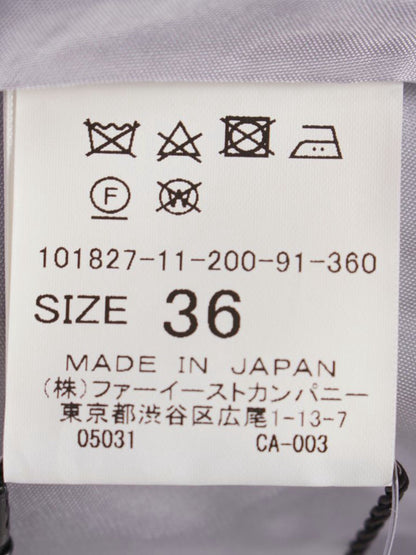 F W
101827-11-200-91-360
SIZE 36
MADE IN JAPAN
(株)ファーイーストカンパニー
東京都渋谷区広尾1-13-7
05031 CA-003